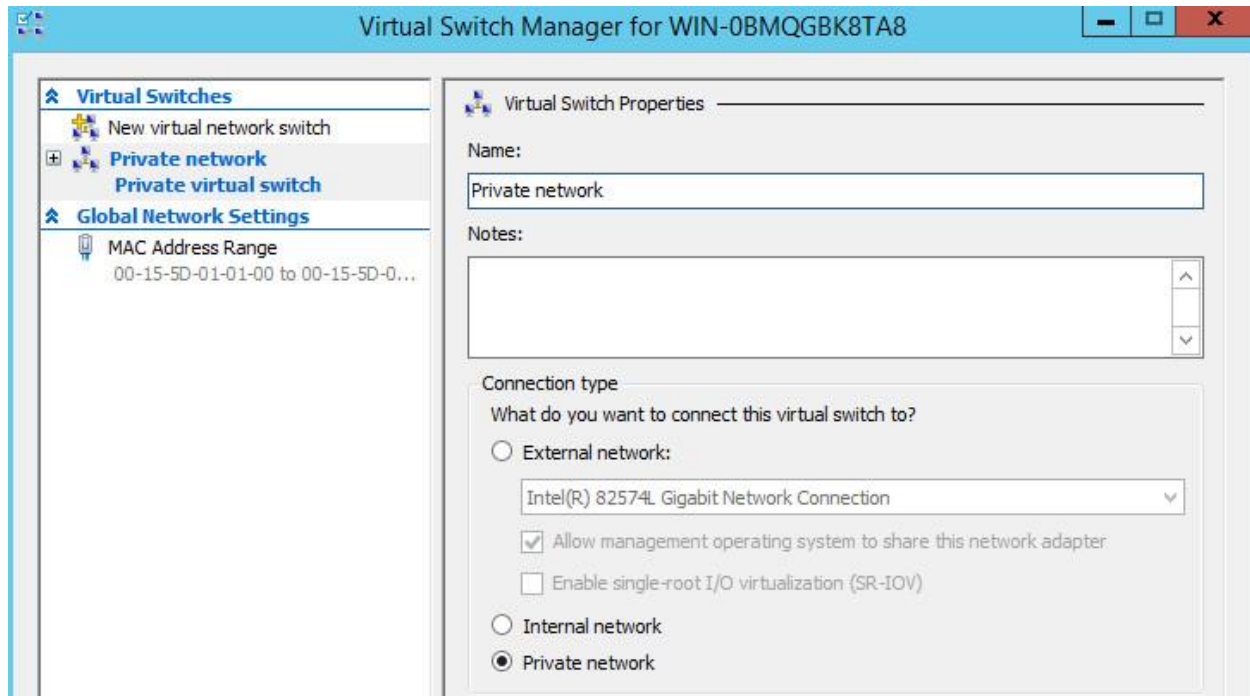 Virtual Switch Manager for WIN-0BMQGBK8TA8
Virtual Switches
New virtual network switch
Private network
Private virtual switch
Global Network Settings
MAC Address Range
00-15-5D-01-01-00 to 00-15-5D-0...
Virtual Switch Properties
Name:
Private network
Notes:
Connection type
What do you want to connect this virtual switch to?
External network:
Intel(R) 82574L Gigabit Network Connection
Allow management operating system to share this network adapter
Enable single-root I/O virtualization (SR-IOV)
Internal network
Private network